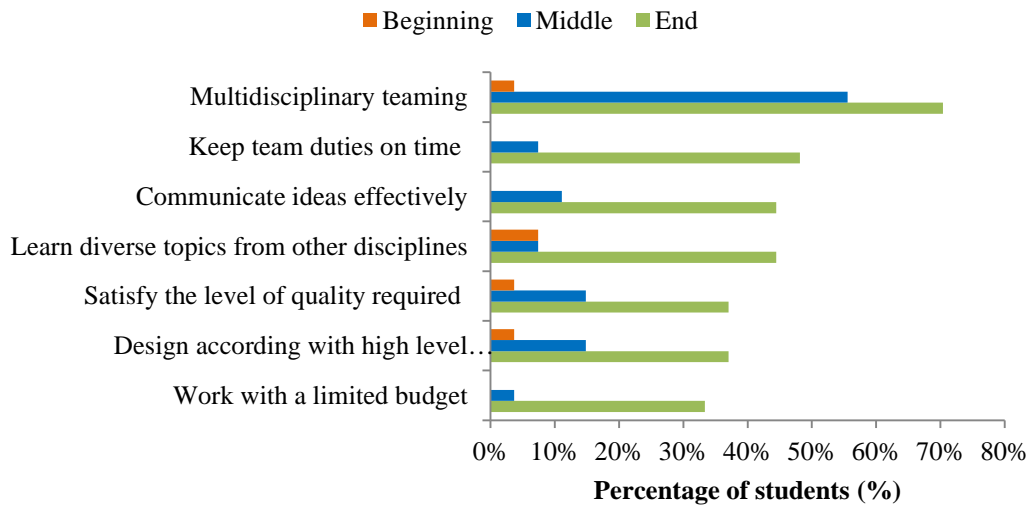 Beginning Middle End
Multidisciplinary teaming
Keep team duties on time
Communicate ideas effectively
Learn diverse topics from other disciplines
Satisfy the level of quality required
Design according with high level…
Work with a limited budget
0% 10% 20% 30% 40% 50% 60% 70% 80%
Percentage of students (%)